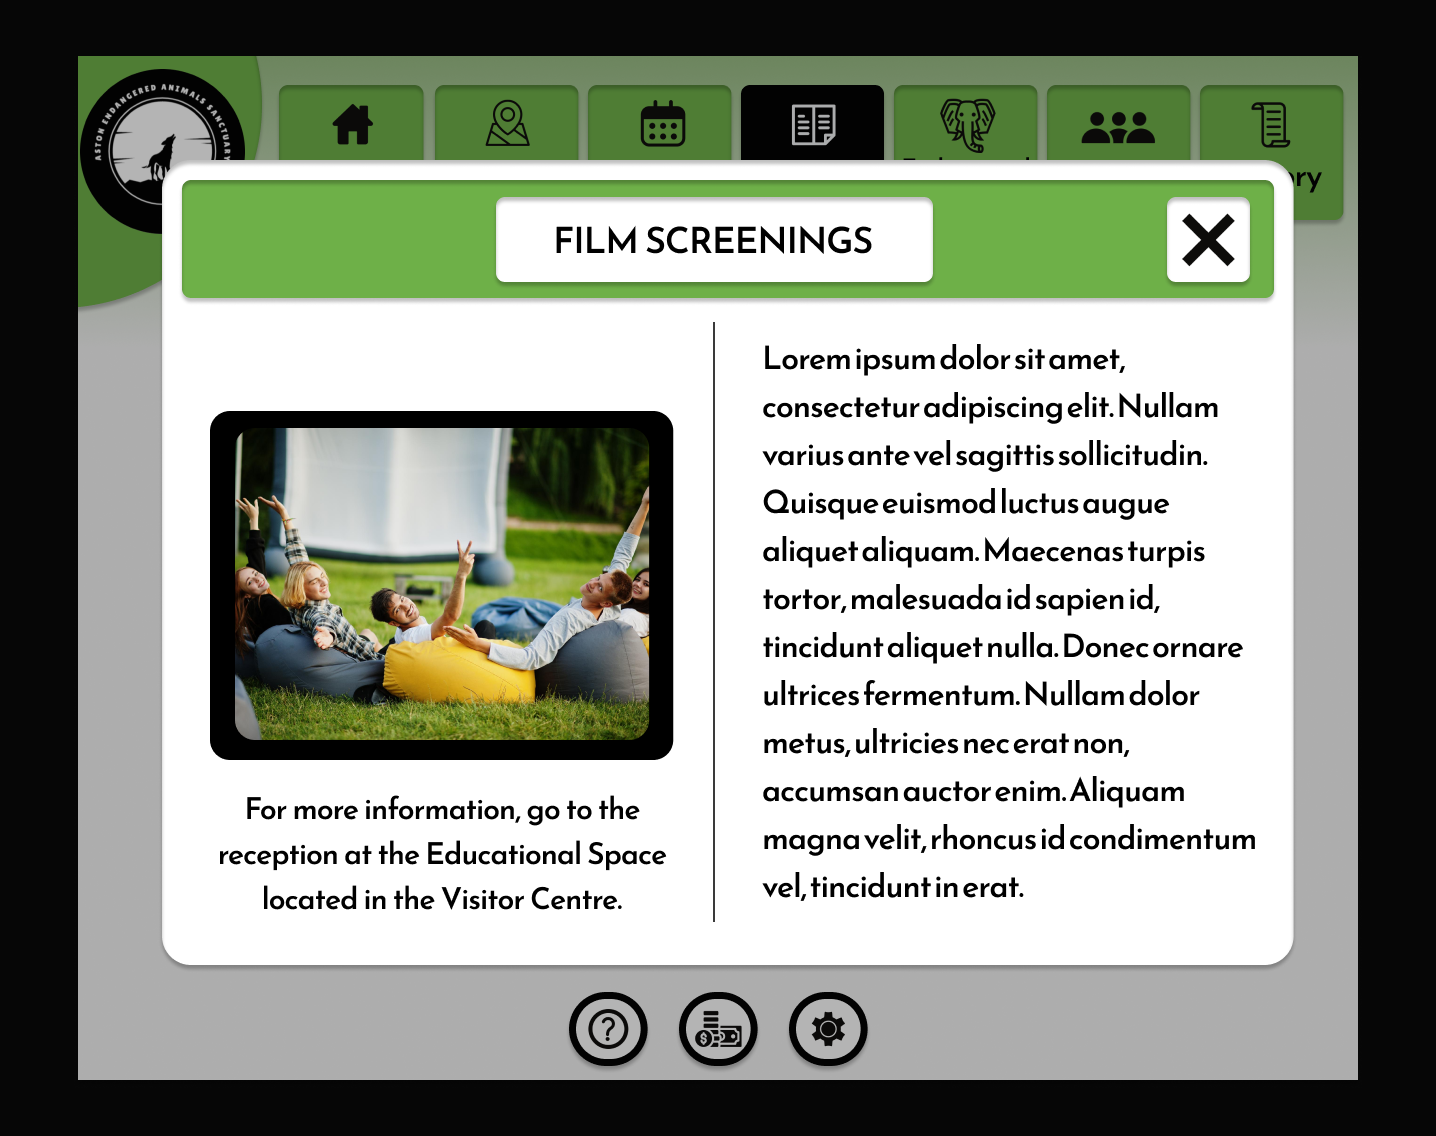 ASTON ENDANGERED ANIMALS SANCTUARY
ory
FILM SCREENINGS
Lorem ipsum dolor sit amet,
consectetur adipiscing elit. Nullam
varius ante vel sagittis sollicitudin.
Quisque euismod luctus augue
aliquet aliquam. Maecenas turpis
tortor, malesuada id sapien id,
tincidunt aliquet nulla. Donec ornare
ultrices fermentum. Nullam dolor
metus, ultricies nec erat non,
accumsan auctor enim. Aliquam
magna velit, rhoncus id condimentum
vel, tincidunt in erat.
For more information, go to the
reception at the Educational Space
located in the Visitor Centre.